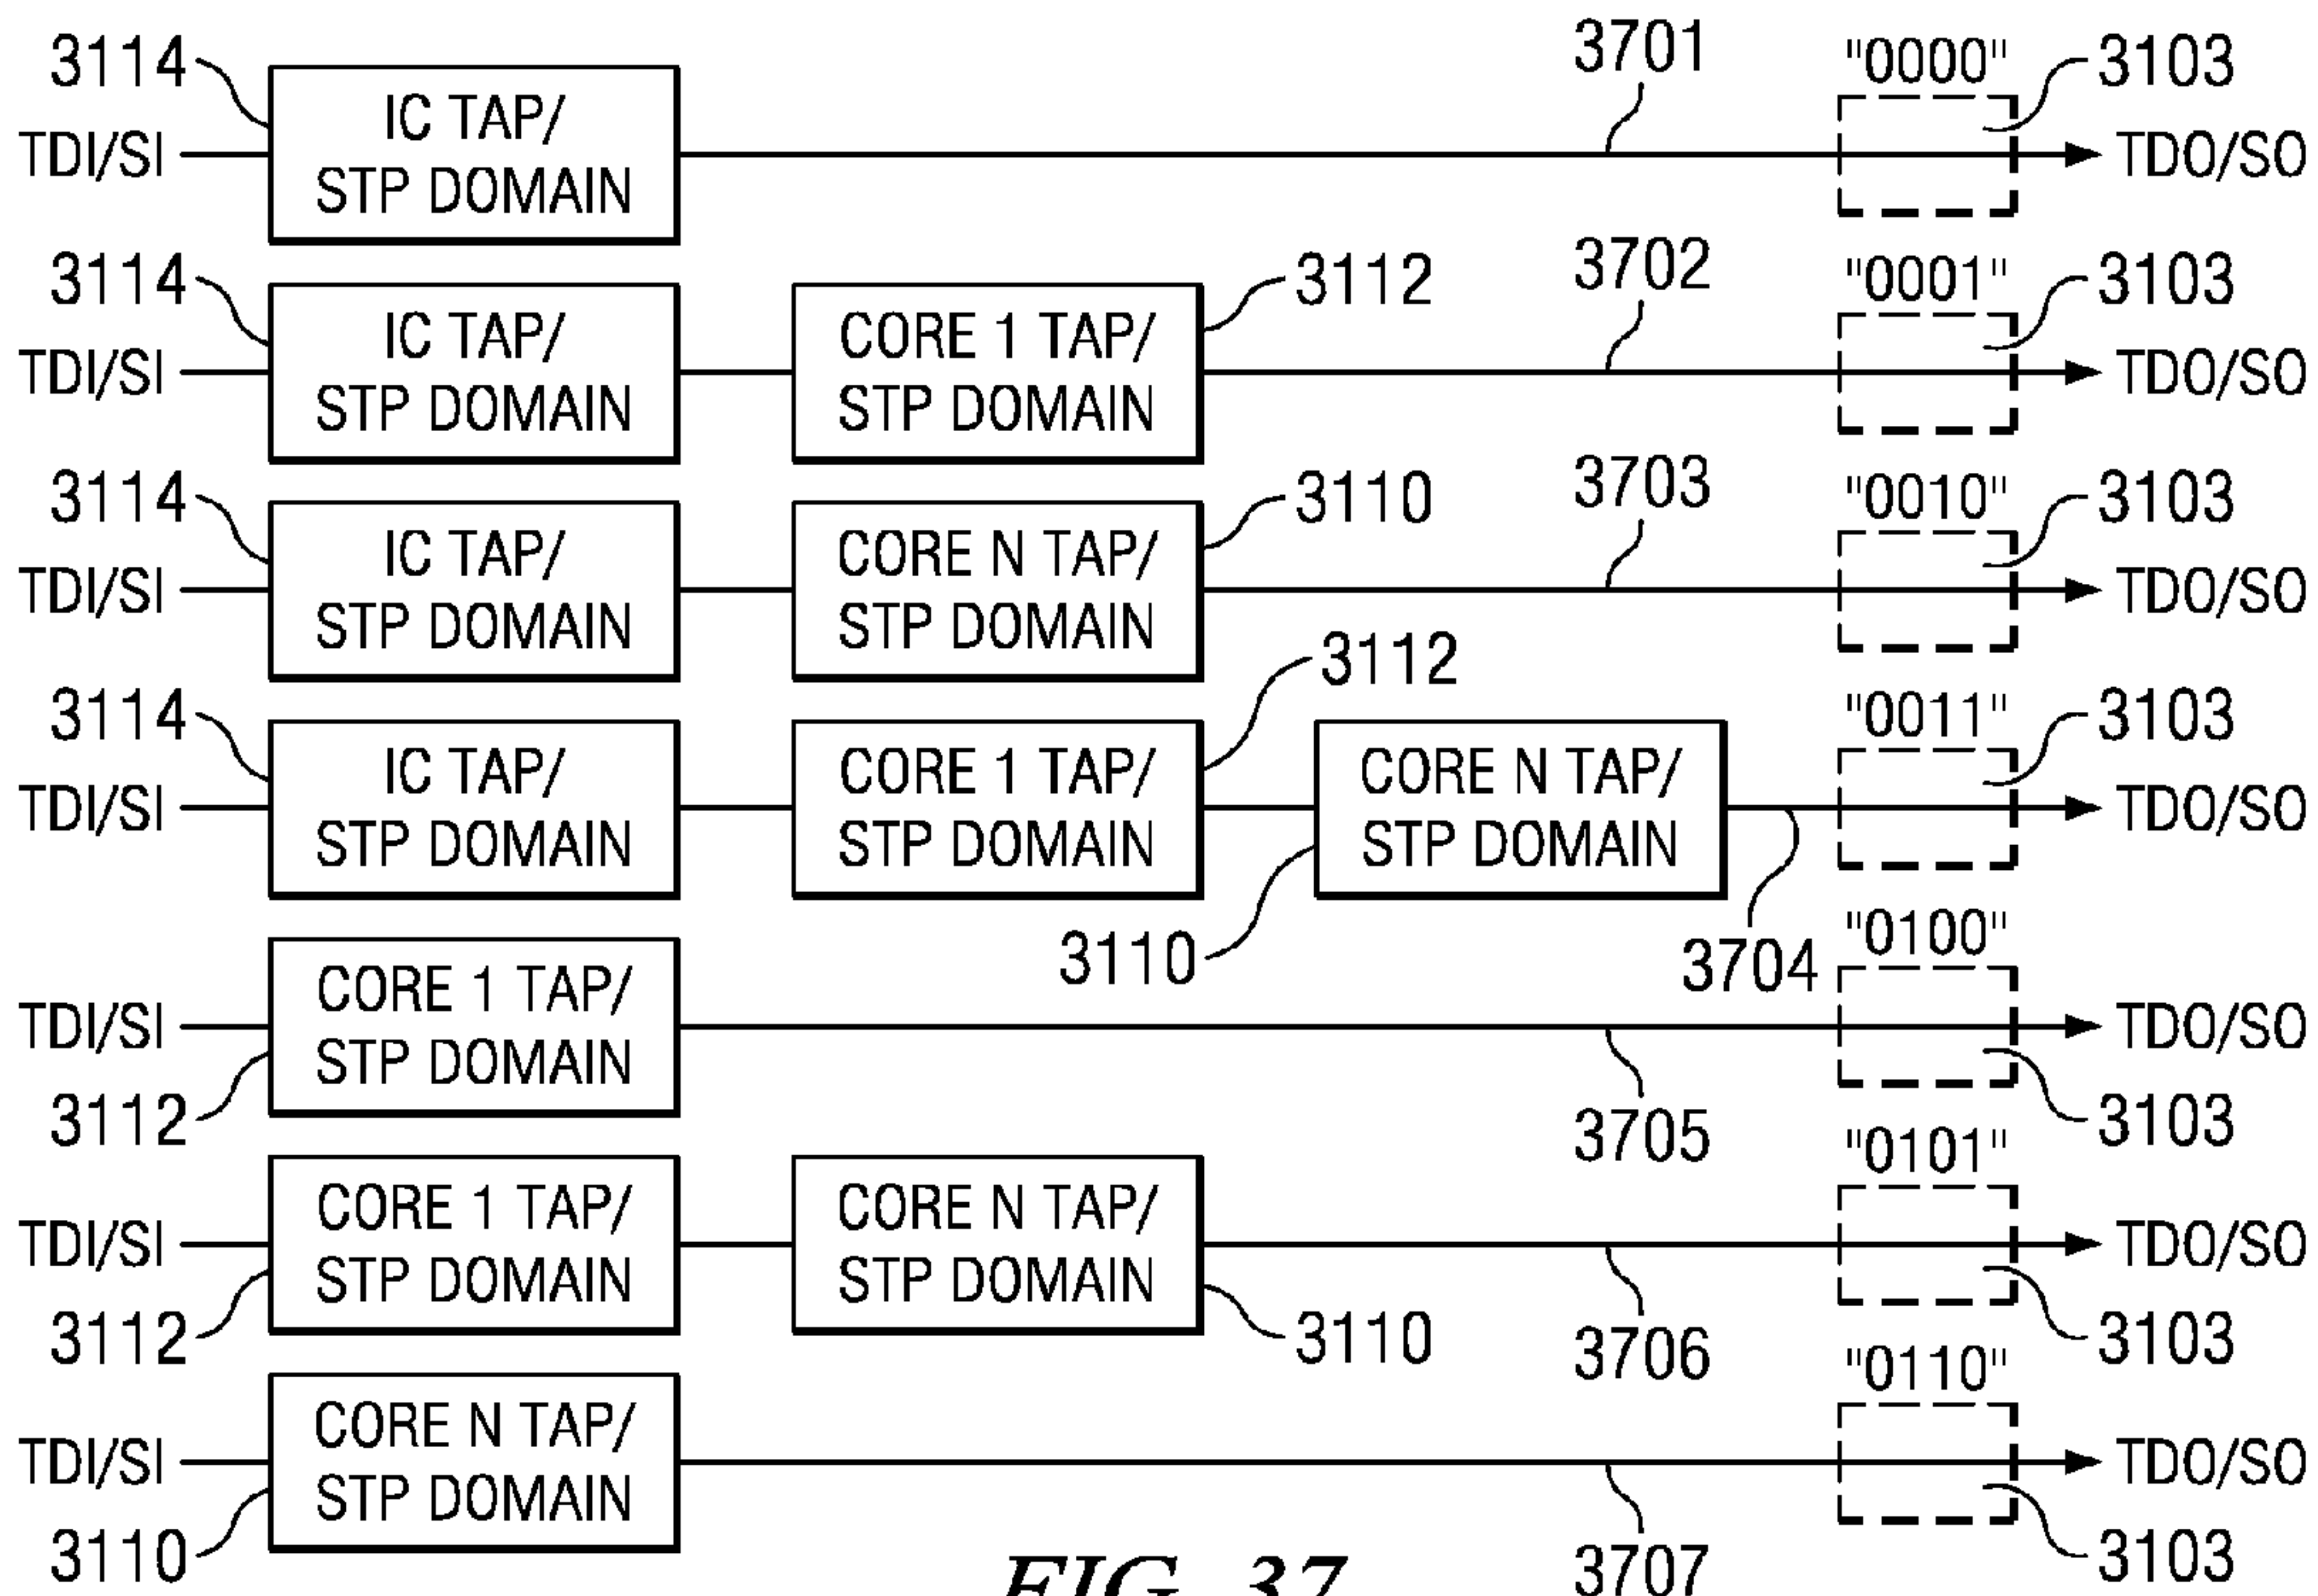 3701
"0000"
3114
3103
IC TAP/
STP DOMAIN
TDI/SI
TDO/SO
3702
"0001"
3114
3112
3103
IC TAP/
STP DOMAIN
CORE 1 TAP/
STP DOMAIN
TDI/SI
TDO/SO
3703
"0010"
3114
3110
3103
IC TAP/
STP DOMAIN
CORE N TAP/
STP DOMAIN
TDI/SI
TDO/SO
3112
"0011"
3114
3103
IC TAP/
STP DOMAIN
CORE 1 TAP/
STP DOMAIN
CORE N TAP/
STP DOMAIN
TDI/SI
TDO/SO
3110
3704
"0100"
CORE 1 TAP/
STP DOMAIN
TDI/SI
TDO/SO
3112
3705
3103
"0101"
CORE 1 TAP/
STP DOMAIN
CORE N TAP/
STP DOMAIN
TDI/SI
TDO/SO
3112
3110
3706
3103
"0110"
CORE N TAP/
STP DOMAIN
TDI/SI
TDO/SO
3110
3707
3103
FIG. 37